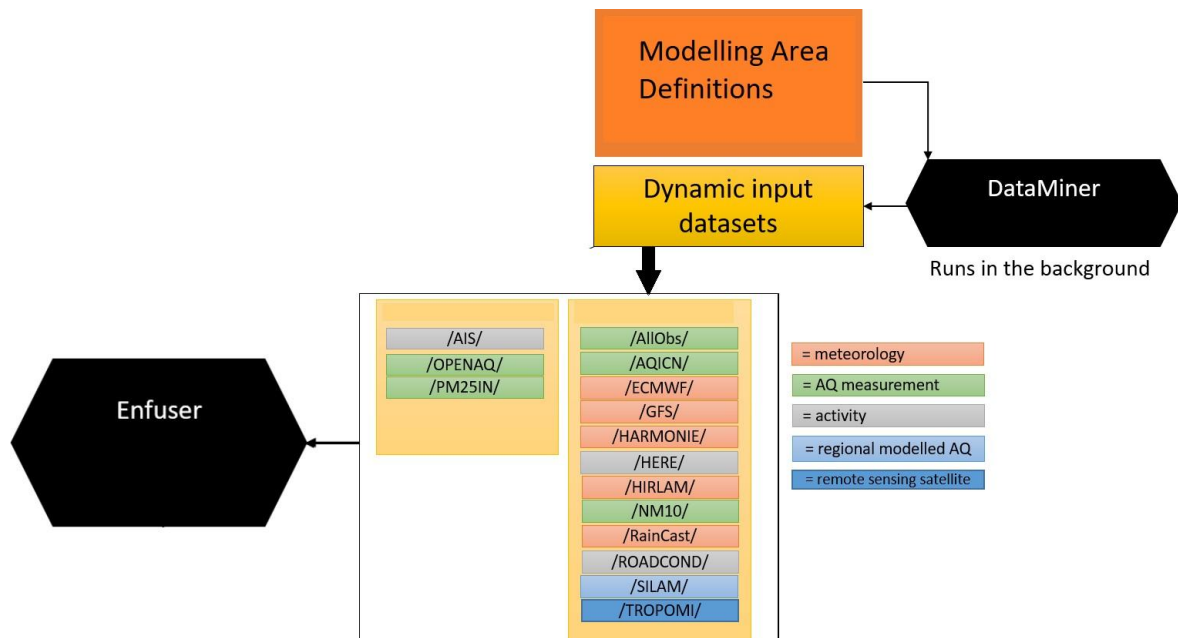 Modelling Area
Definitions
DataMiner
Dynamic input
datasets
Runs in the background
/AIS/
/OPENAQ/
/PM25IN/
/AllObs/
/AQICN/
/ECMWF/
/GFS/
/HARMONIE/
/HERE/
/HIRLAM/
/NM10/
/RainCast/
/ROADCOND/
/SILAM/
/TROPOMI/
= meteorology
= AQ measurement
= activity
= regional modelled AQ
= remote sensing satellite
Enfuser